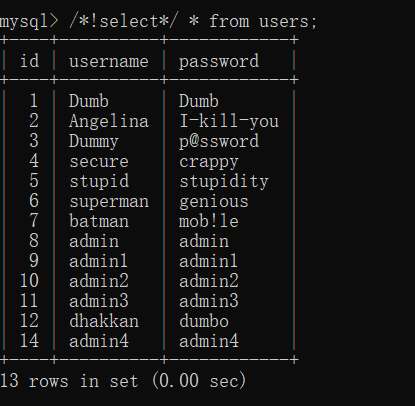 mysql> /*!select*/ * from users;
+----+----------+------------+
| id | username | password   |
+----+----------+------------+
|  1 | Dumb     | Dumb       |
|  2 | Angelina | I-kill-you |
|  3 | Dummy    | p@ssword   |
|  4 | secure   | crappy     |
|  5 | stupid   | stupidity  |
|  6 | superman | genious    |
|  7 | batman   | mob!le     |
|  8 | admin    | admin      |
|  9 | admin1   | admin1     |
| 10 | admin2   | admin2     |
| 11 | admin3   | admin3     |
| 12 | dhakkan  | dumbo      |
| 14 | admin4   | admin4     |
+----+----------+------------+
13 rows in set (0.00 sec)